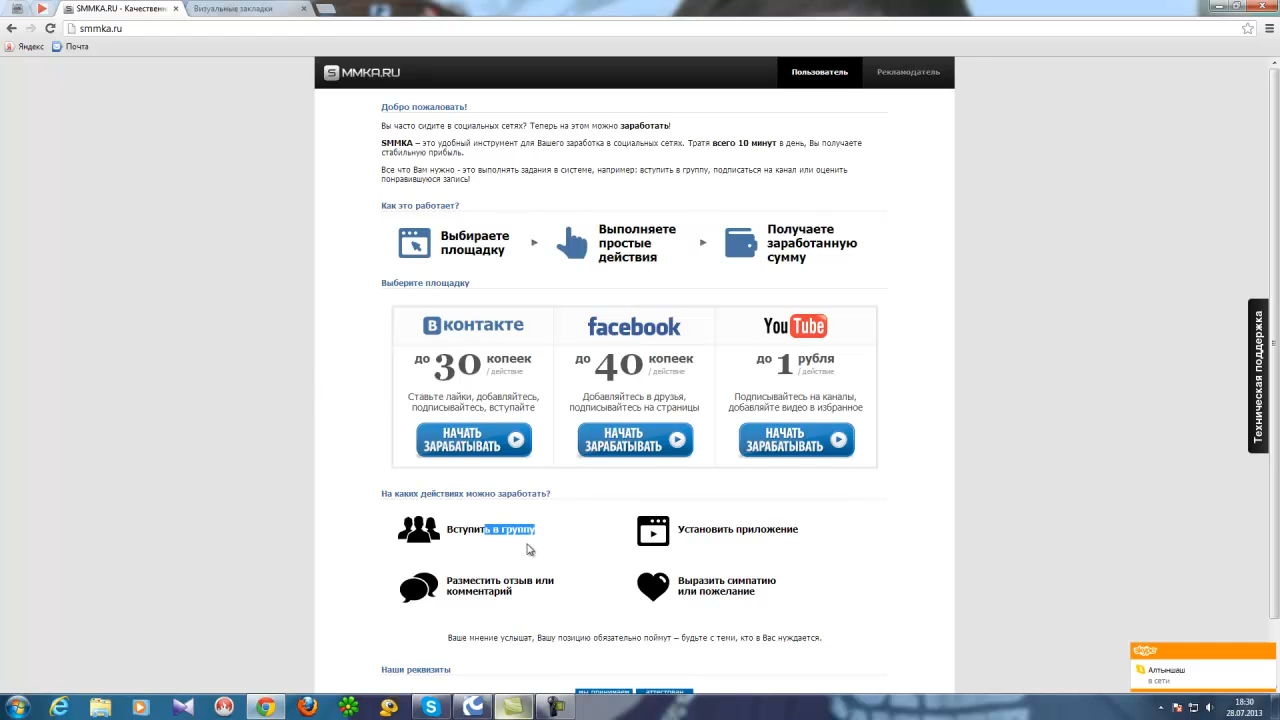 SMMKA.RU - Качественн
Визуальные закладки
smmka.ru
Яндекс
Почта
SMMKA.RU
Пользователь
Рекламодатель
Добро пожаловать!
Вы часто сидите в социальных сетях? Теперь на этом можно заработать!
SMMKA – это удобный инструмент для Вашего заработка в социальных сетях. Тратя всего 10 минут в день, Вы получаете
стабильную прибыль.
Все что Вам нужно - это выполнять задания в системе, например: вступить в группу, подписаться на канал или оценить
понравившуюся запись!
Как это работает?
Выбираете
площадку
Выполняете
простые
действия
Получаете
заработанную
сумму
Выберите площадку
В контакте
facebook
YouTube
до 30 копеек
/ действие
до 40 копеек
/ действие
до 1 рубля
/ действие
Ставьте лайки, добавляйтесь,
подписывайтесь, вступайте
Добавляйтесь в друзья,
подписывайтесь на страницы
Подписывайтесь на каналы,
добавляйте видео в избранное
НАЧАТЬ
ЗАРАБАТЫВАТЬ
НАЧАТЬ
ЗАРАБАТЫВАТЬ
НАЧАТЬ
ЗАРАБАТЫВАТЬ
Техническая поддержка
На каких действиях можно заработать?
Вступить в группу
Установить приложение
Разместить отзыв или
комментарий
Выразить симпатию
или пожелание
Ваше мнение услышат, Вашу позицию обязательно поймут – будьте с теми, кто в Вас нуждается.
Наши реквизиты
мы принимаем
аттестован
skype
Алтыншаш
в сети
18:30
28.07.2013